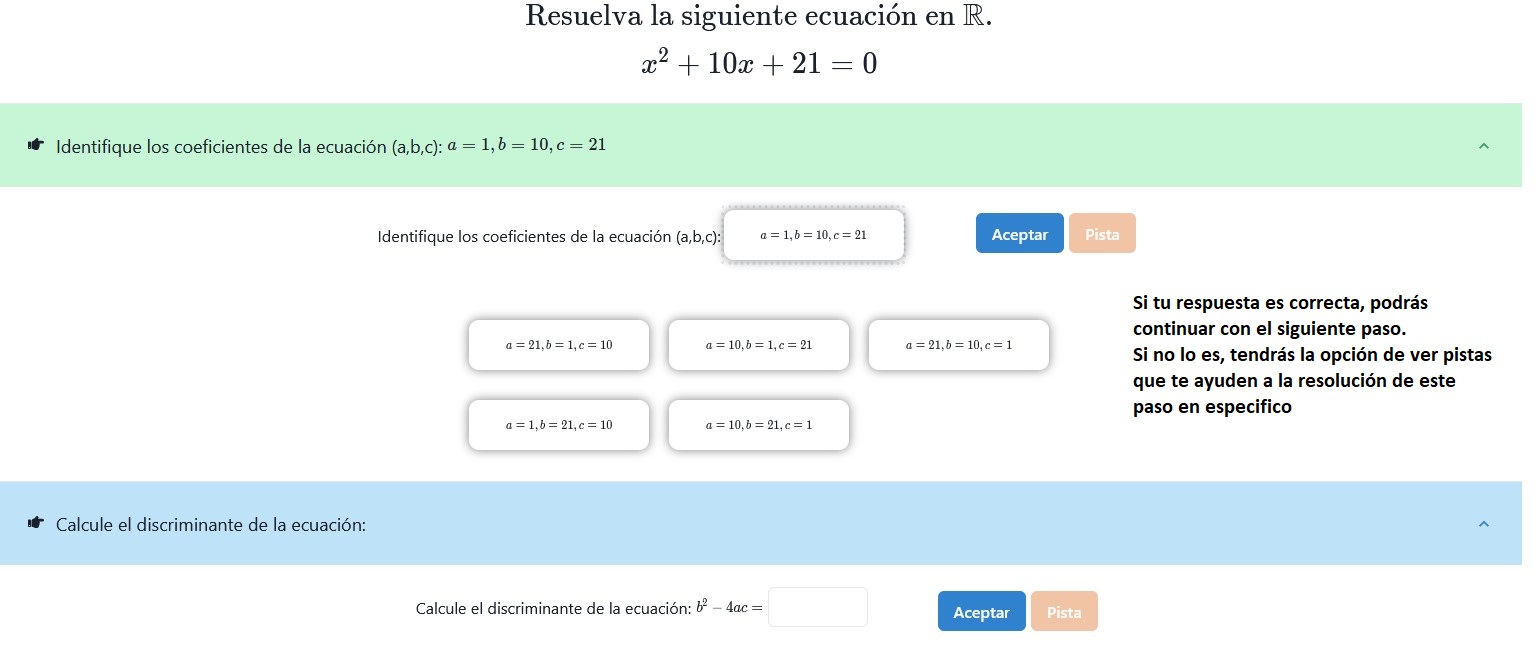 Resuelva la siguiente ecuación en ℝ.
x² + 10x + 21 = 0
Identifique los coeficientes de la ecuación (a,b,c): a = 1, b = 10, c = 21
Identifique los coeficientes de la ecuación (a,b,c): a = 1, b = 10, c = 21 Aceptar Pista
a = 21, b = 1, c = 10 a = 10, b = 1, c = 21 a = 21, b = 10, c = 1
a = 1, b = 21, c = 10 a = 10, b = 21, c = 1
Si tu respuesta es correcta, podrás
continuar con el siguiente paso.
Si no lo es, tendrás la opción de ver pistas
que te ayuden a la resolución de este
paso en especifico
Calcule el discriminante de la ecuación:
Calcule el discriminante de la ecuación: b² − 4ac = Aceptar Pista